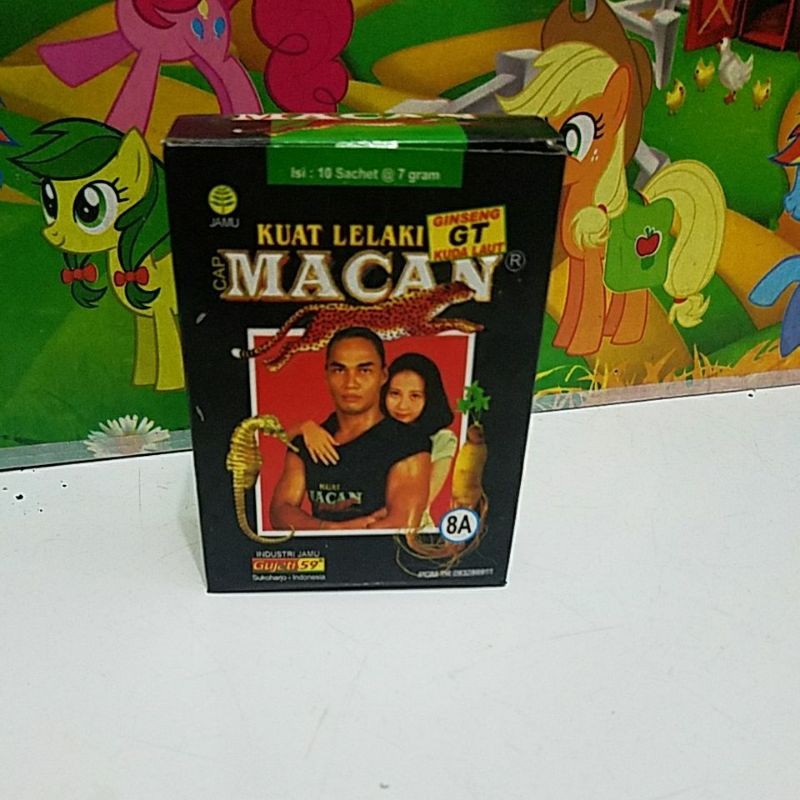 MACAN
Isi : 10 Sachet @ 7 gram
JAMU
KUAT LELAKI
GINSENG
GT
KUDA LAUT
CAP
MACAN ®
MACAN
8A
INDUSTRI JAMU
Gujati 59
Sukoharjo - Indonesia